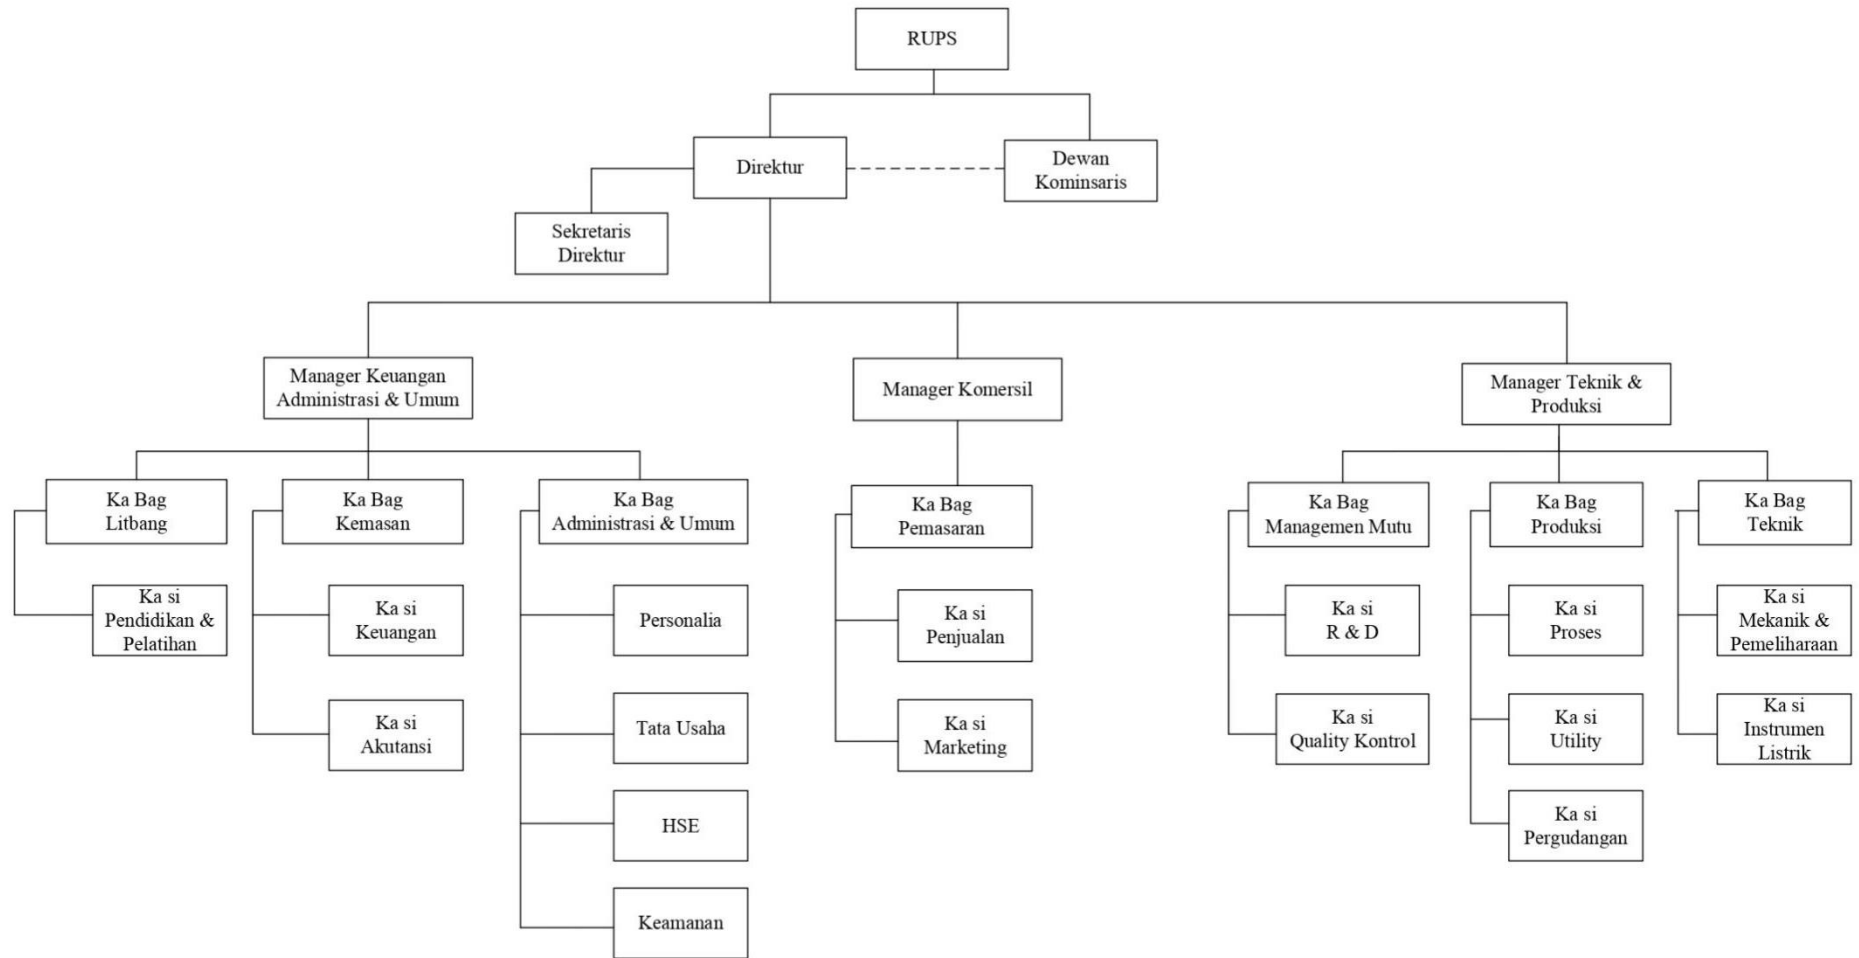 RUPS
Direktur
Dewan
Kominsaris
Sekretaris
Direktur
Manager Keuangan
Administrasi & Umum
Manager Komersil
Manager Teknik &
Produksi
Ka Bag
Litbang
Ka Bag
Kemasan
Ka Bag
Administrasi & Umum
Ka Bag
Pemasaran
Ka Bag
Managemen Mutu
Ka Bag
Produksi
Ka Bag
Teknik
Ka si
Pendidikan &
Pelatihan
Ka si
Keuangan
Personalia
Ka si
Penjualan
Ka si
R & D
Ka si
Proses
Ka si
Mekanik &
Pemeliharaan
Ka si
Akutansi
Tata Usaha
Ka si
Marketing
Ka si
Quality Kontrol
Ka si
Utility
Ka si
Instrumen
Listrik
HSE
Ka si
Pergudangan
Keamanan